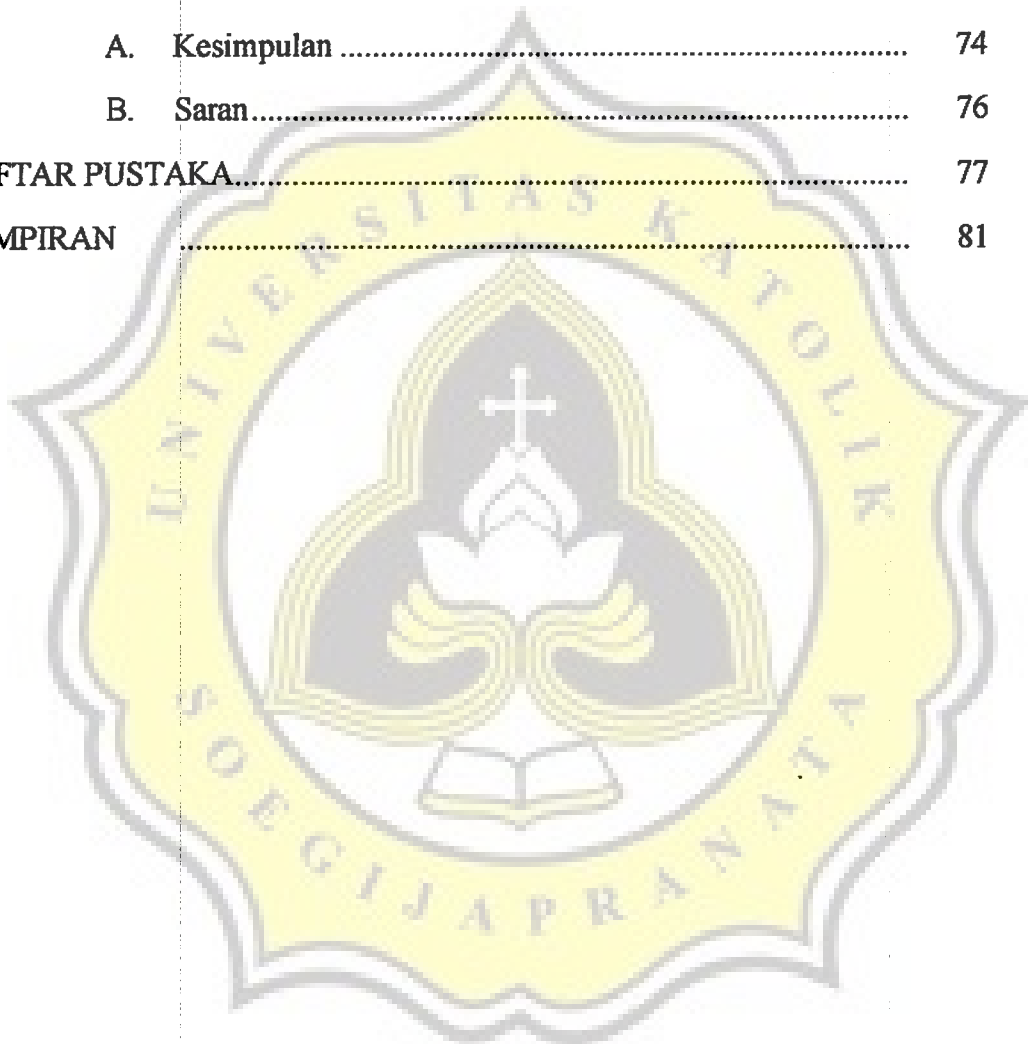 A. Kesimpulan ........................................................................ 74
B. Saran ........................................................................ 76
FTAR PUSTAKA ........................................................................ 77
MPIRAN ........................................................................ 81
UNIVERSITAS KATOLIK
SOEGIJAPRANATA